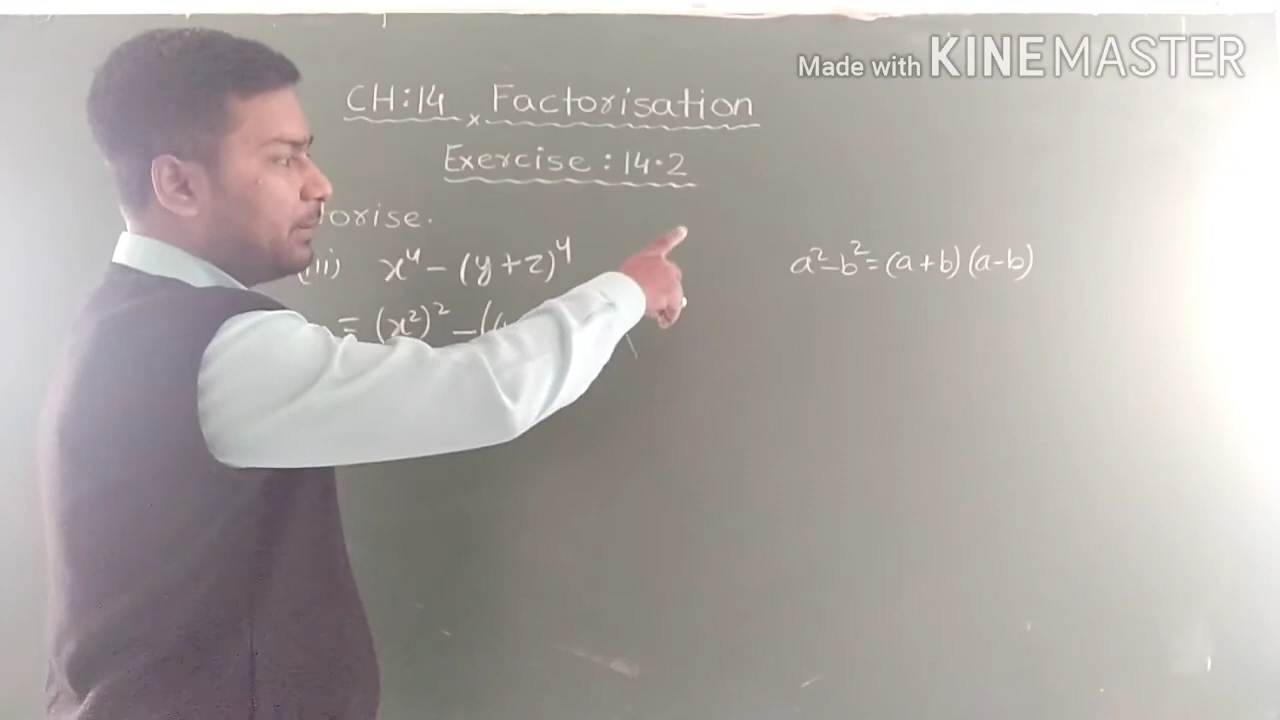 Made with KINEMASTER
CH:14 Factorisation
Exercise: 14.2
orise.
(iii) x⁴ - (y+z)⁴
a²-b²=(a+b)(a-b)
= (x²)² - (